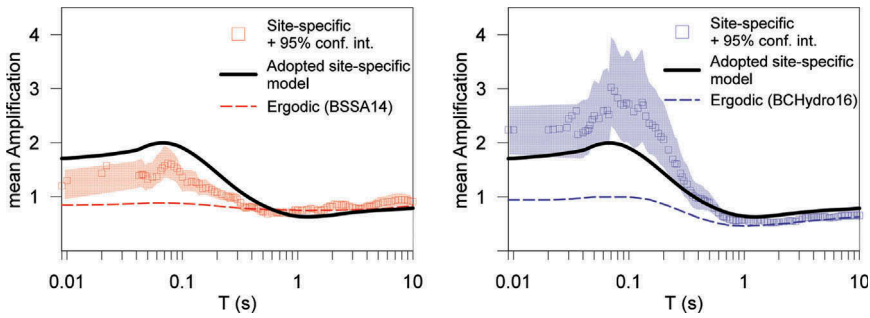 mean Amplification
4
3
2
1
Site-specific
+ 95% conf. int.
Adopted site-specific
model
Ergodic (BSSA14)
0.01
0.1
1
10
T (s)
mean Amplification
4
3
2
1
Site-specific
+ 95% conf. int.
Adopted site-specific
model
Ergodic (BCHydro16)
0.01
0.1
1
10
T (s)